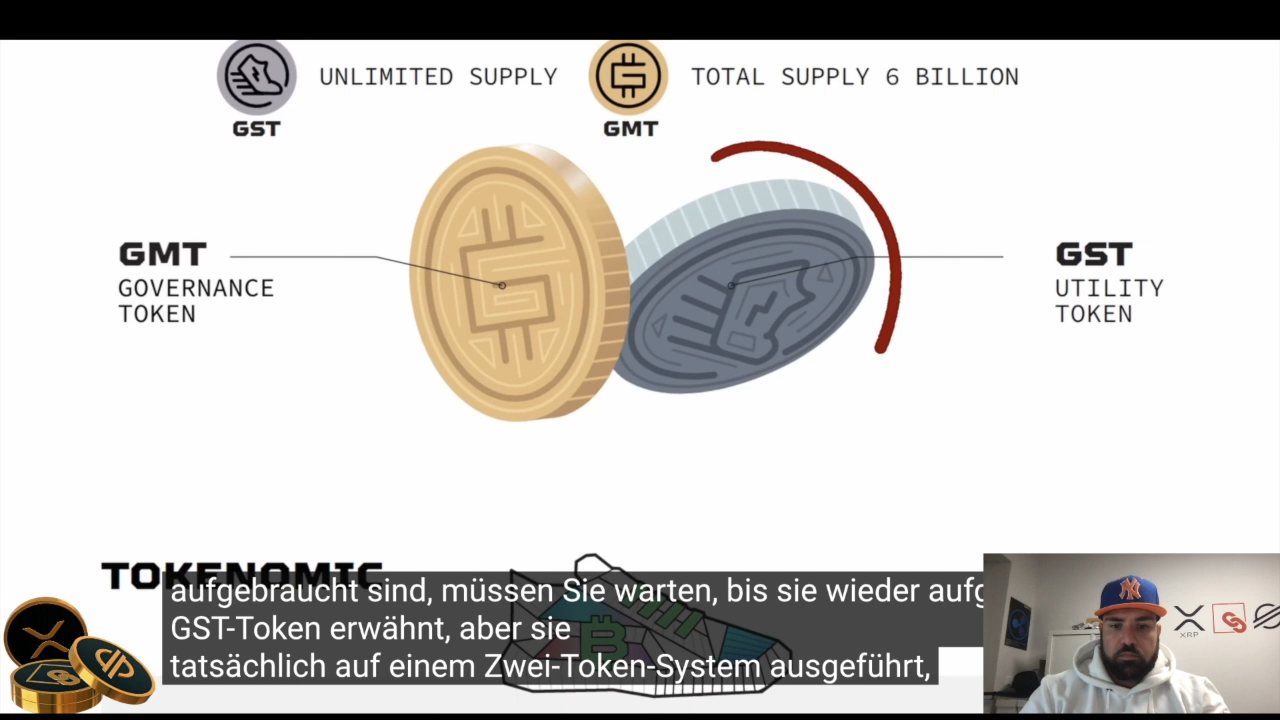 UNLIMITED SUPPLY
TOTAL SUPPLY 6 BILLION
GST
GMT
GMT
GOVERNANCE
TOKEN
GST
UTILITY
TOKEN
TOKENOMIC
aufgebraucht sind, müssen Sie warten, bis sie wieder aufg
GST-Token erwähnt, aber sie
tatsächlich auf einem Zwei-Token-System ausgeführt,
XRP